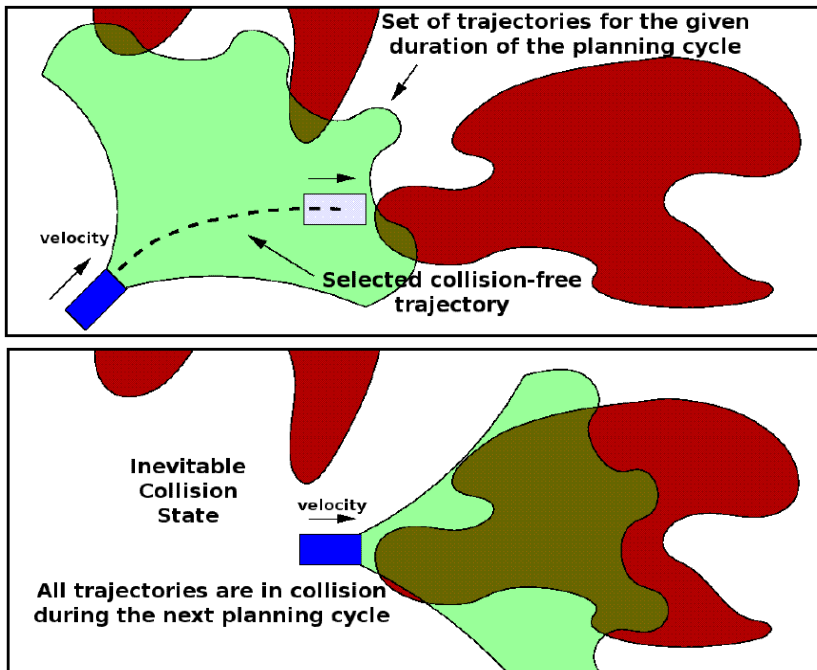 Set of trajectories for the given
duration of the planning cycle
velocity
Selected collision-free
trajectory
Inevitable
Collision
State
velocity
All trajectories are in collision
during the next planning cycle